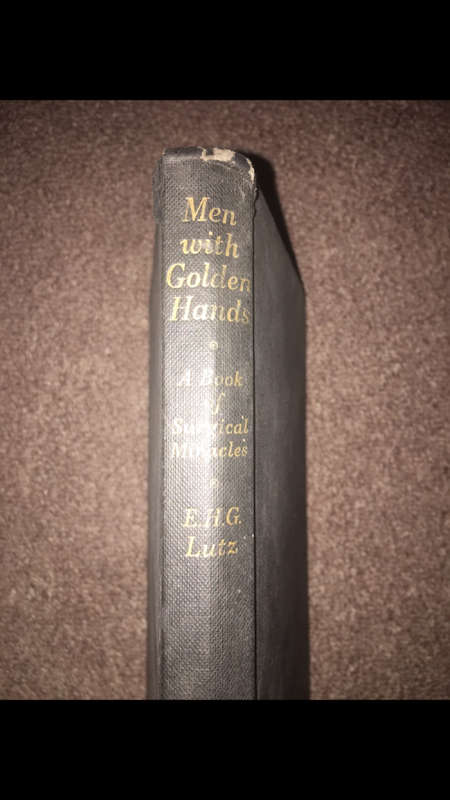 Men
with
Golden
Hands
A Book
of
Surgical
Miracles
E.H.G.
Lutz